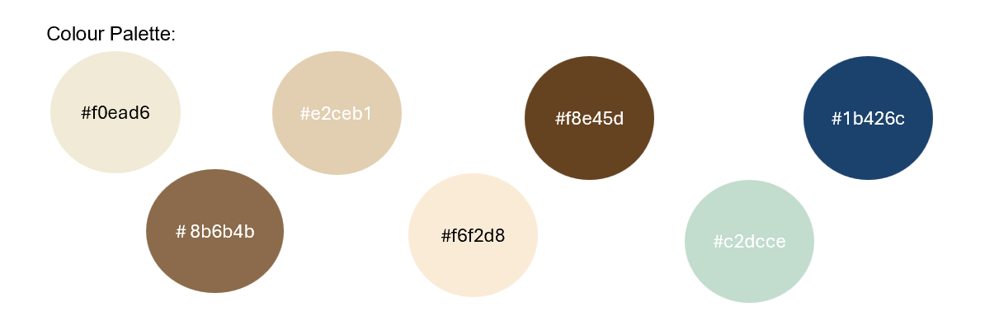 Colour Palette:
#f0ead6
#e2ceb1
#f8e45d
#1b426c
# 8b6b4b
#f6f2d8
#c2dcce